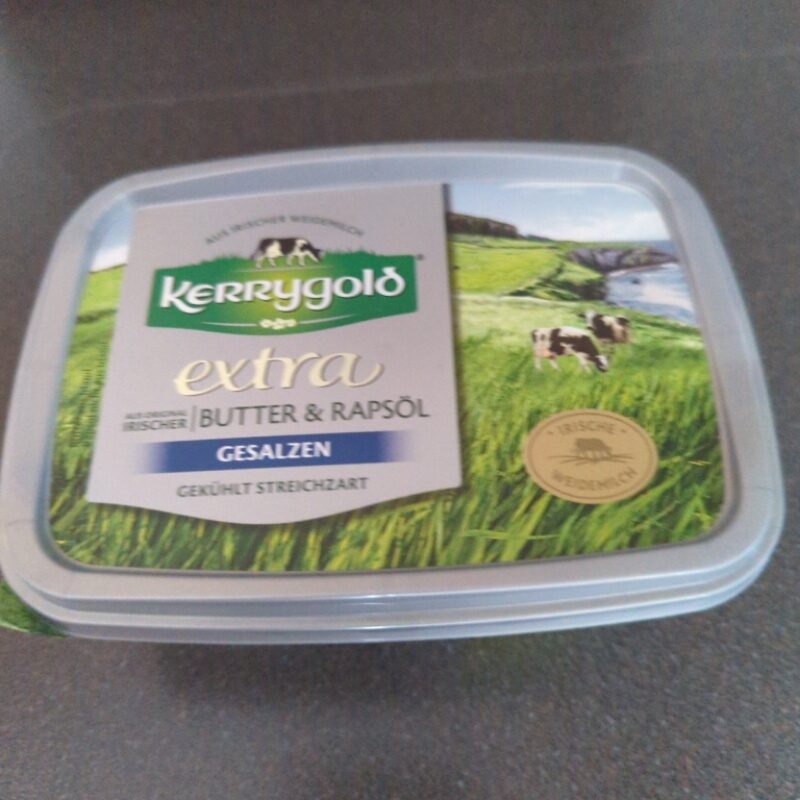 AUS IRISCHER WEIDEMILCH
KERRYGOLD®
extra
AUS ORIGINAL
IRISCHER
BUTTER & RAPSÖL
GESALZEN
GEKÜHLT STREICHZART
IRISCHE
WEIDEMILCH